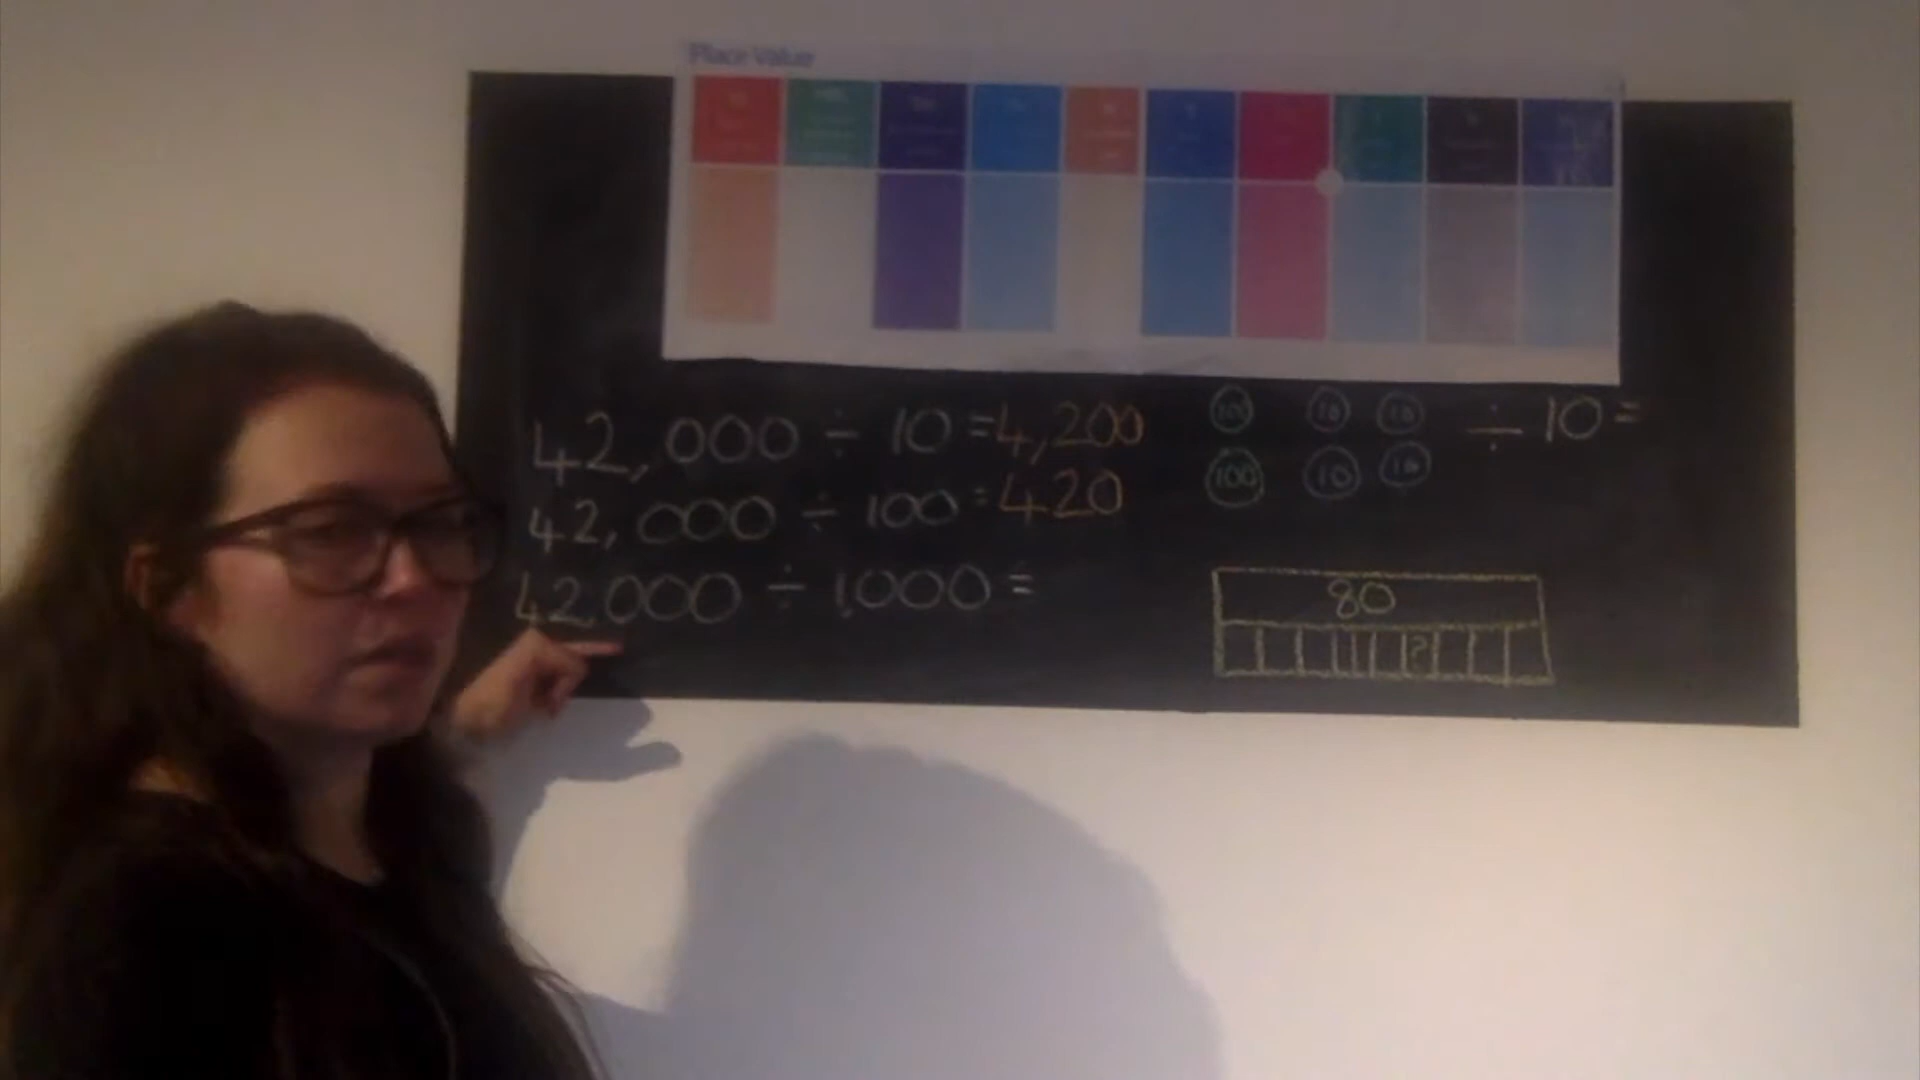 Place Value
42,000 ÷ 10 = 4,200
42,000 ÷ 100 = 420
42,000 ÷ 1,000 =
100 10 10 ÷ 10 =
100 10 10
80
?